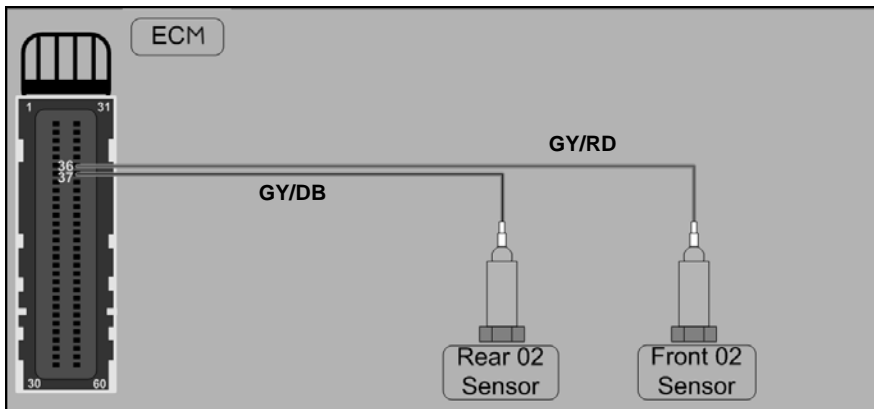 ECM
1 31
36
37
GY/RD
GY/DB
30 60
Rear 02
Sensor
Front 02
Sensor